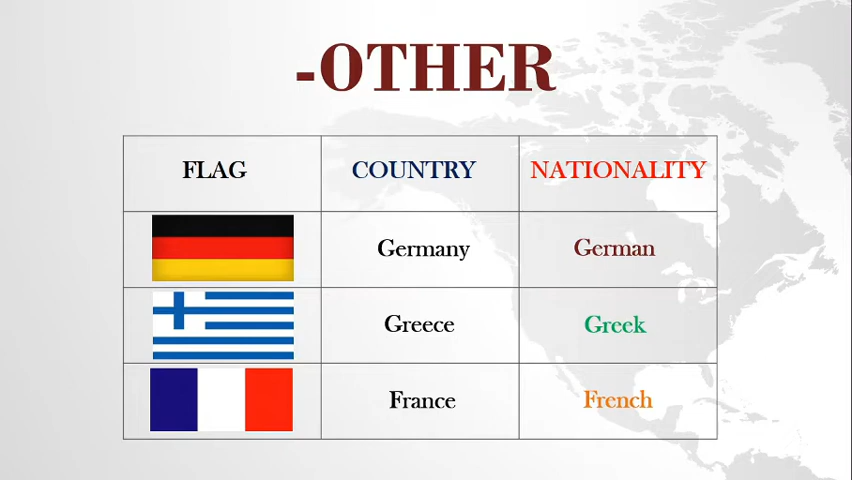 -OTHER
FLAG COUNTRY NATIONALITY
Germany German
Greece Greek
France French